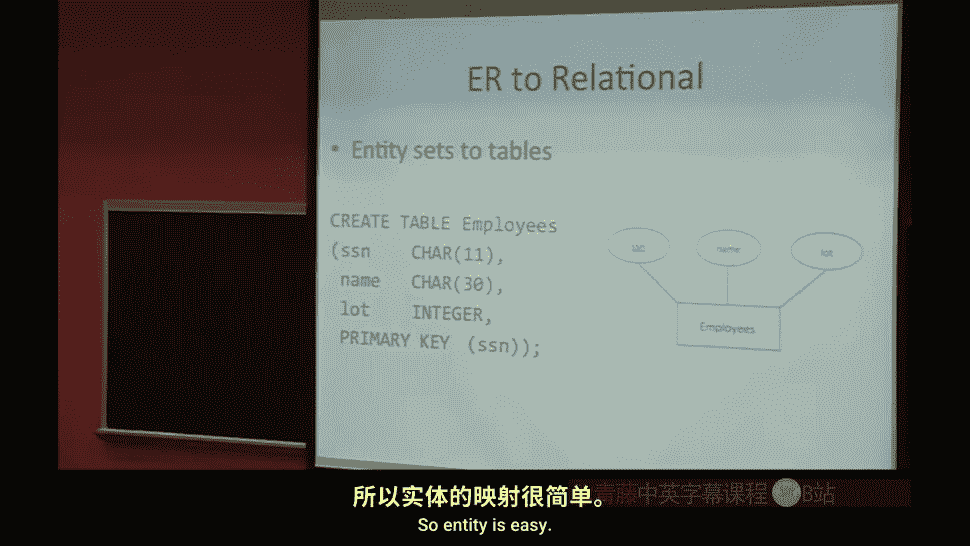 ER to Relational
• Entity sets to tables
CREATE TABLE Employees
(ssn CHAR(11),
name CHAR(30),
lot INTEGER,
PRIMARY KEY (ssn));
ssn
name
lot
Employees
所以实体的映射很简单。
中英字幕课程 B站
So entity is easy.